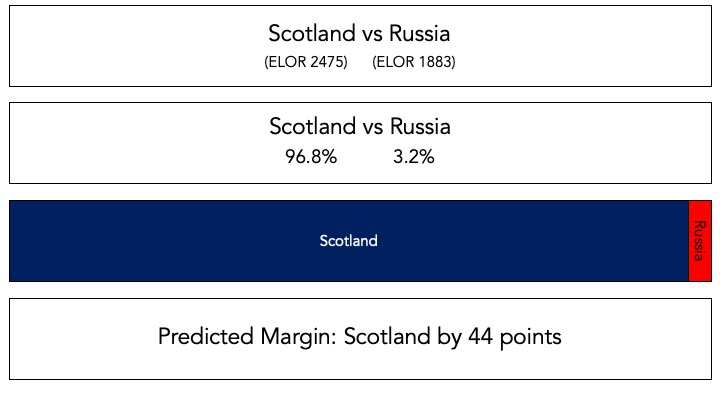 Scotland vs Russia
(ELOR 2475) (ELOR 1883)
Scotland vs Russia
96.8% 3.2%
Scotland
Russia
Predicted Margin: Scotland by 44 points